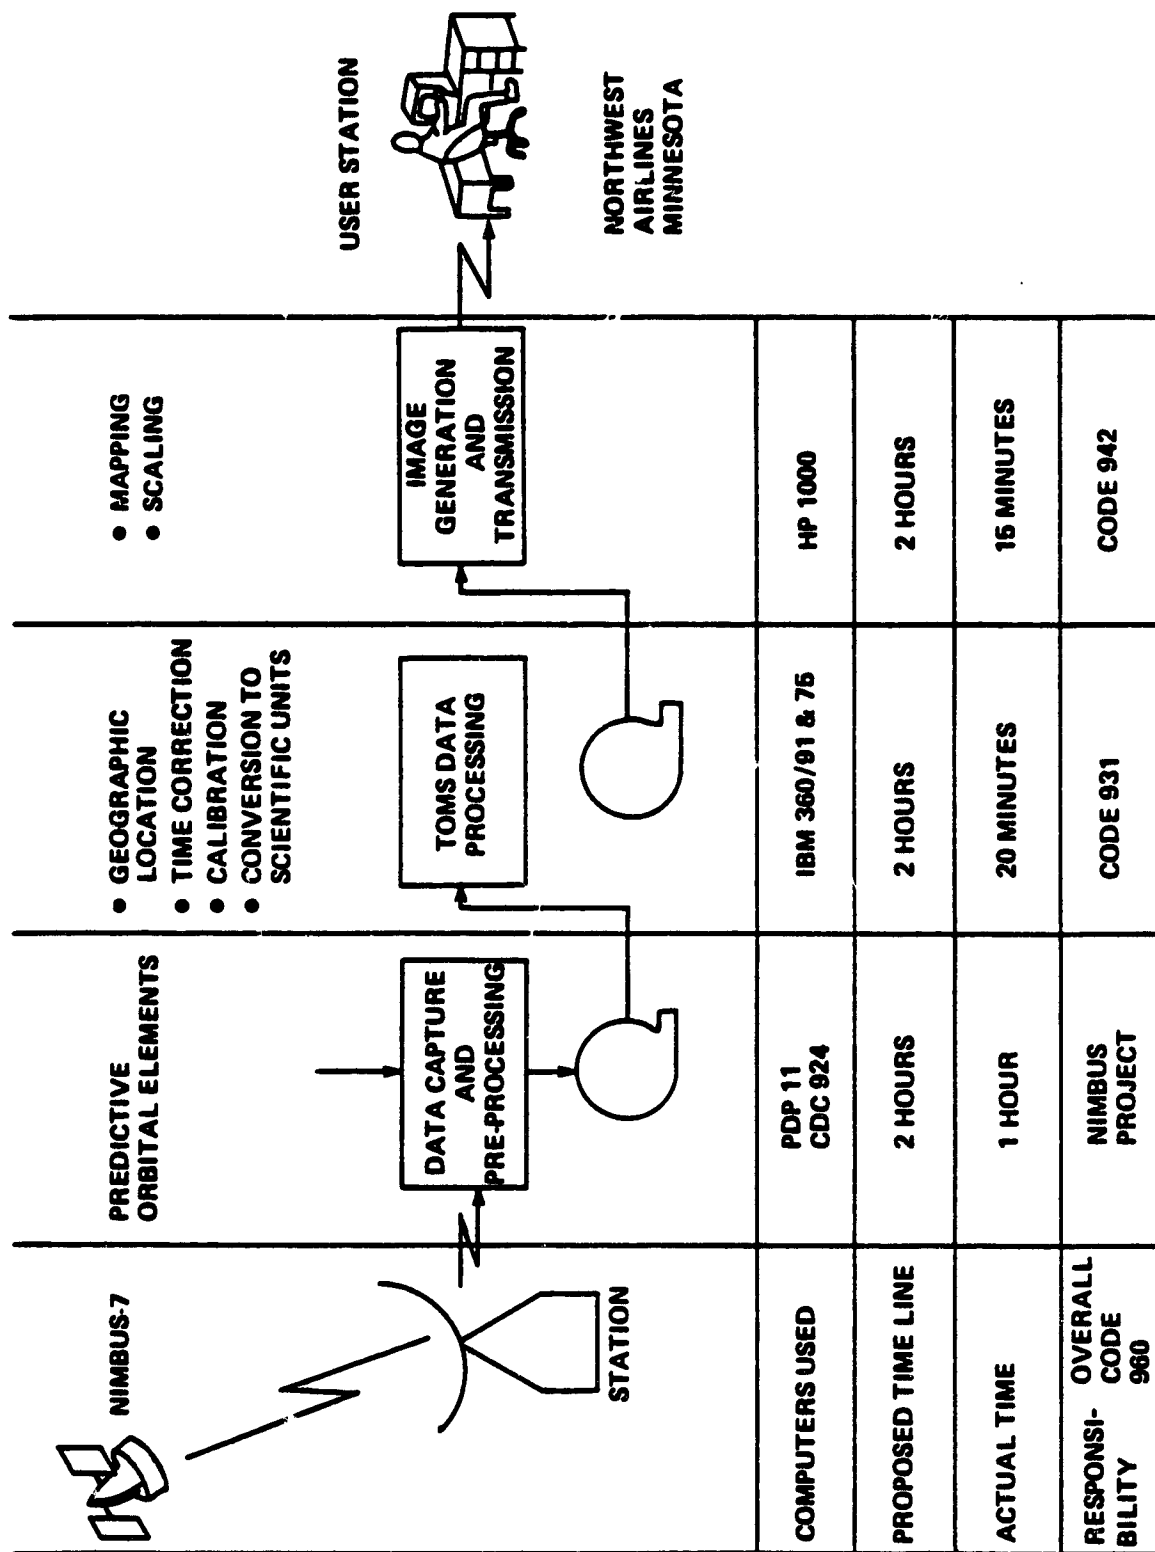 NIMBUS-7
STATION
PREDICTIVE
ORBITAL ELEMENTS
DATA CAPTURE
AND
PRE-PROCESSING
● GEOGRAPHIC
LOCATION
● TIME CORRECTION
● CALIBRATION
● CONVERSION TO
SCIENTIFIC UNITS
TOMS DATA
PROCESSING
● MAPPING
● SCALING
IMAGE
GENERATION
AND
TRANSMISSION
USER STATION
NORTHWEST
AIRLINES
MINNESOTA
COMPUTERS USED
PDP 11
CDC 924
IBM 360/91 & 75
HP 1000
PROPOSED TIME LINE
2 HOURS
2 HOURS
2 HOURS
ACTUAL TIME
1 HOUR
20 MINUTES
15 MINUTES
RESPONSI-
BILITY
OVERALL
CODE
960
NIMBUS
PROJECT
CODE 931
CODE 942